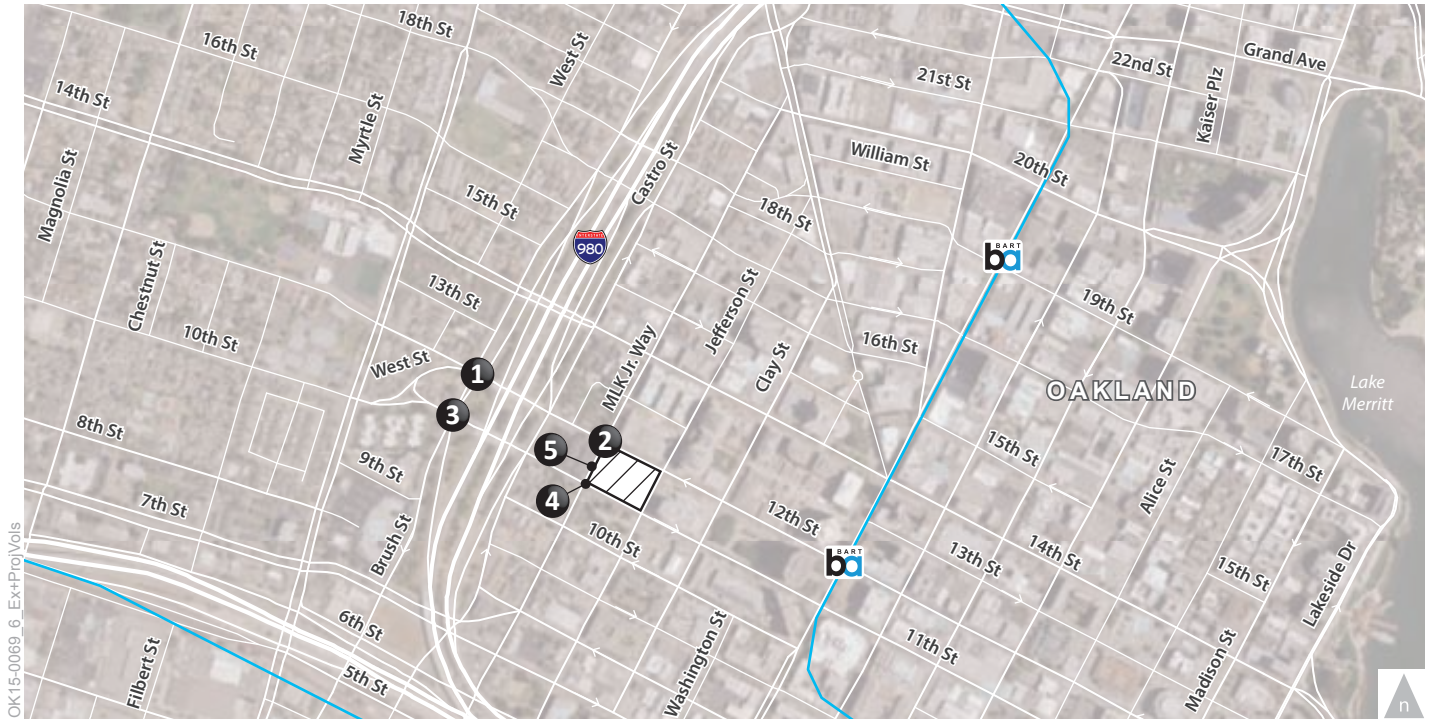 18th St
16th St
West St
Grand Ave
22nd St
21st St
Kaiser Plz
14th St
Myrtle St
William St
20th St
Castro St
Magnolia St
15th St
18th St
INTERSTATE
980
BART
ba
Chestnut St
13th St
19th St
Jefferson St
10th St
16th St
MLK Jr. Way
Clay St
West St
1
OAKLAND
Lake
Merritt
3
8th St
5
2
15th St
17th St
9th St
Alice St
4
7th St
12th St
10th St
Brush St
13th St
14th St
BART
ba
15th St
Lakeside Dr
6th St
11th St
Washington St
Madison St
Filbert St
5th St
n
OK15-0069_6_Ex+ProjVols